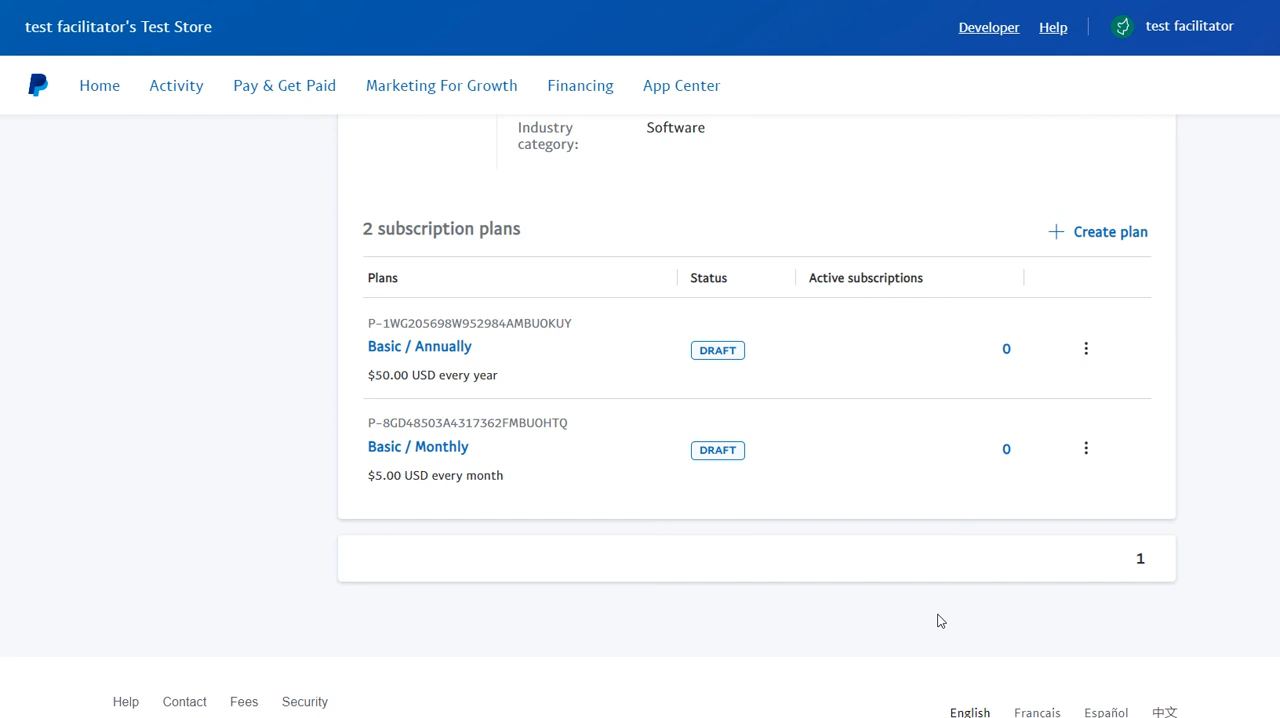 test facilitator's Test Store
Developer
Help
test facilitator
Home
Activity
Pay & Get Paid
Marketing For Growth
Financing
App Center
Industry
category:
Software
2 subscription plans
Create plan
Plans
Status
Active subscriptions
P-1WG205698W952984AMBUOKUY
Basic / Annually
DRAFT
0
$50.00 USD every year
P-8GD48503A4317362FMBUOHTQ
Basic / Monthly
DRAFT
0
$5.00 USD every month
1
Help
Contact
Fees
Security
English
Français
Español
中文